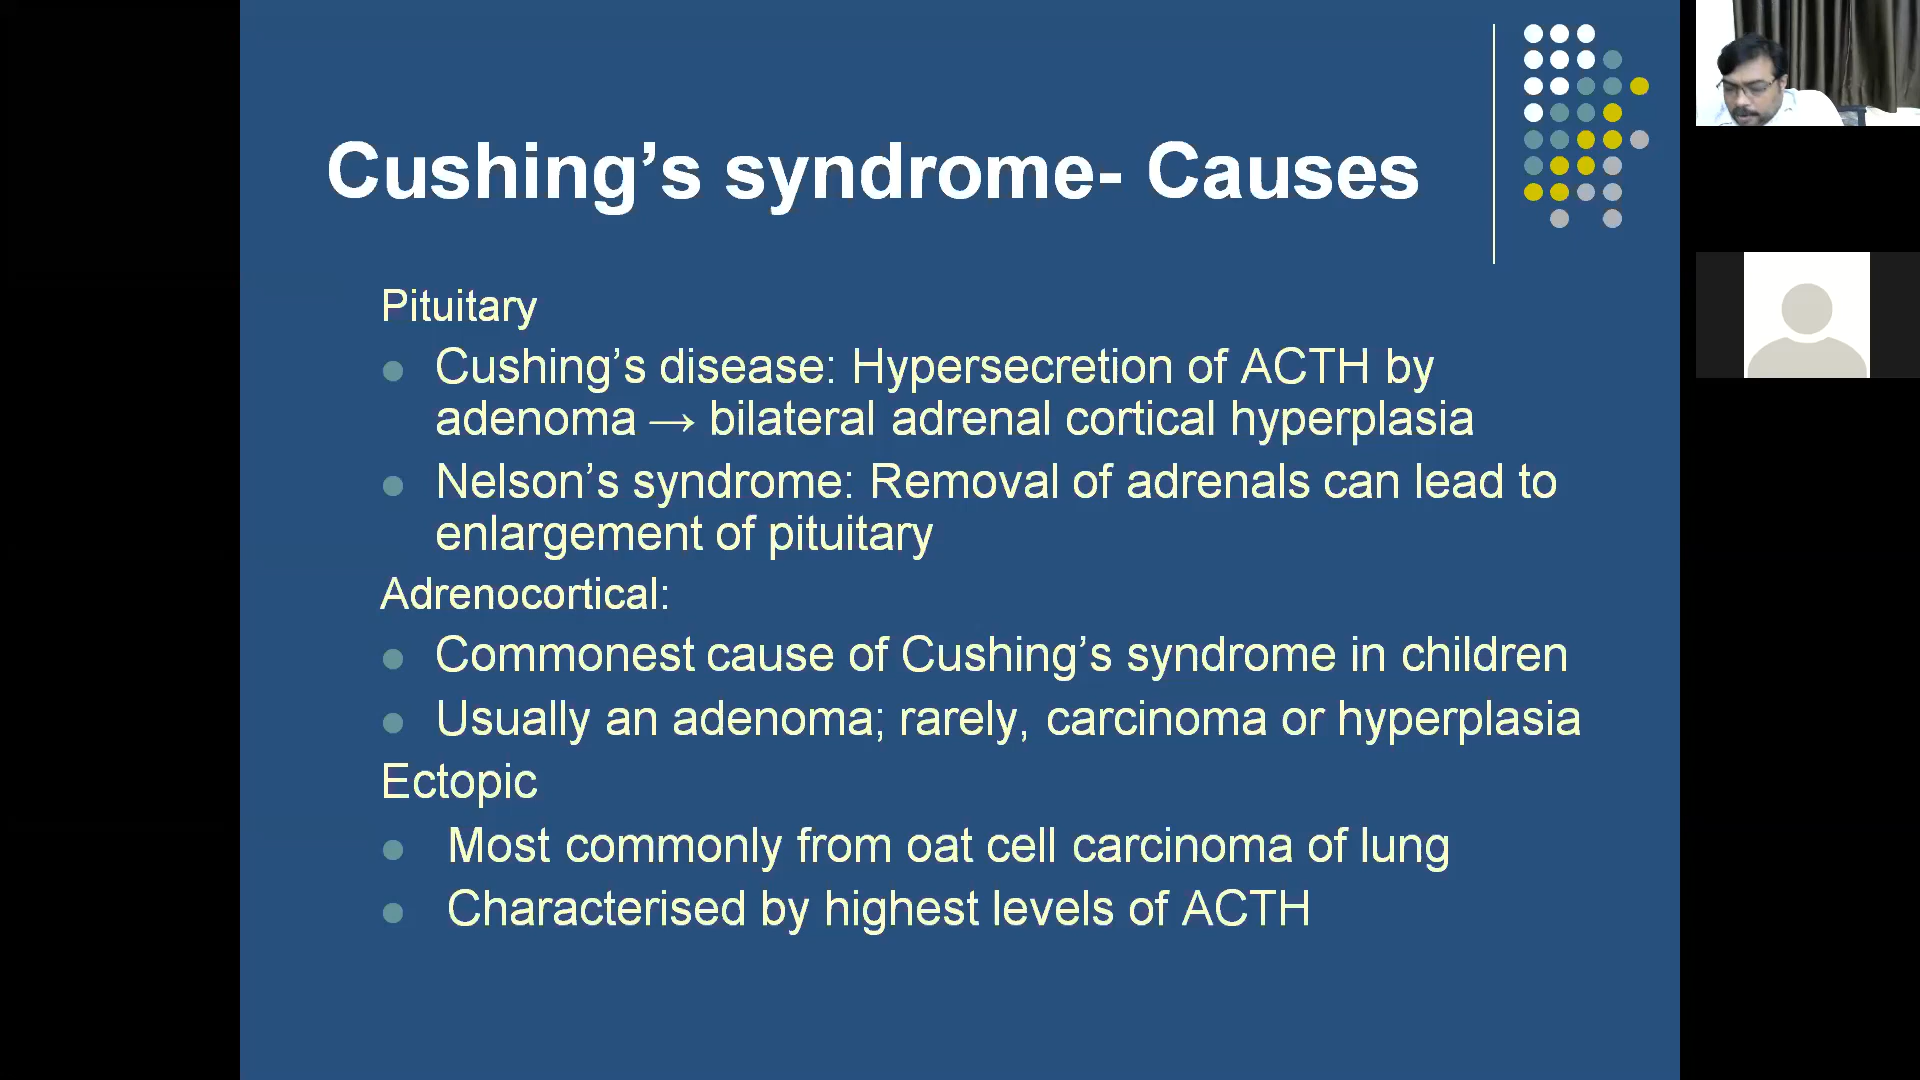 Cushing’s syndrome- Causes
Pituitary
Cushing’s disease: Hypersecretion of ACTH by
adenoma → bilateral adrenal cortical hyperplasia
Nelson’s syndrome: Removal of adrenals can lead to
enlargement of pituitary
Adrenocortical:
Commonest cause of Cushing’s syndrome in children
Usually an adenoma; rarely, carcinoma or hyperplasia
Ectopic
Most commonly from oat cell carcinoma of lung
Characterised by highest levels of ACTH